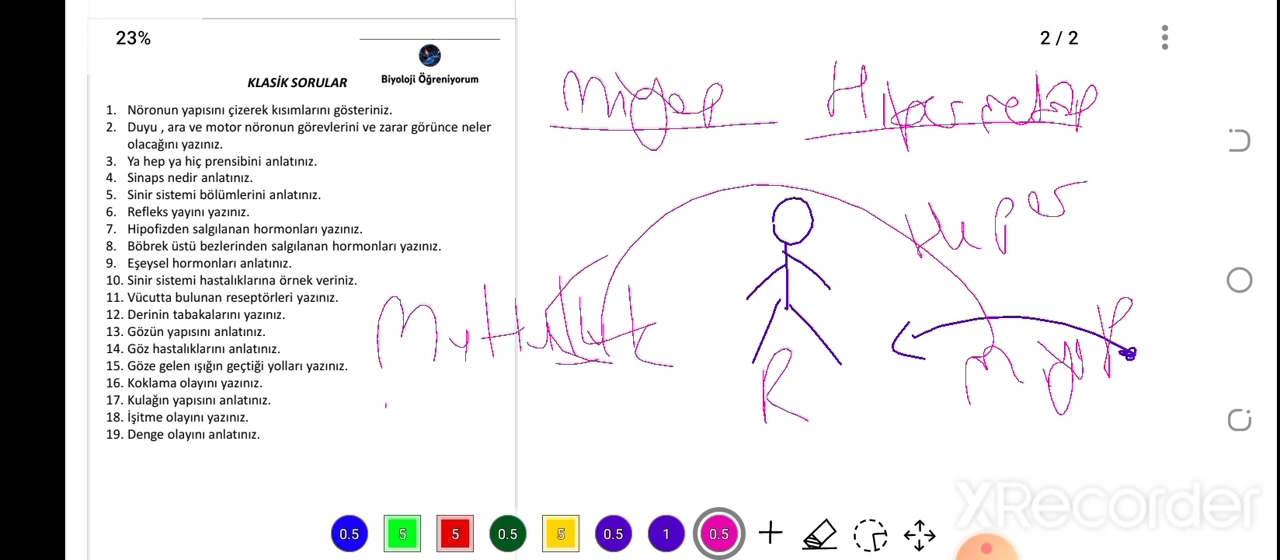 23%
2 / 2
Biyoloji Öğreniyorum
KLASİK SORULAR
1. Nöronun yapısını çizerek kısımlarını gösteriniz.
2. Duyu , ara ve motor nöronun görevlerini ve zarar görünce neler
olacağını yazınız.
3. Ya hep ya hiç prensibini anlatınız.
4. Sinaps nedir anlatınız.
5. Sinir sistemi bölümlerini anlatınız.
6. Refleks yayını yazınız.
7. Hipofizden salgılanan hormonları yazınız.
8. Böbrek üstü bezlerinden salgılanan hormonları yazınız.
9. Eşeysel hormonları anlatınız.
10. Sinir sistemi hastalıklarına örnek veriniz.
11. Vücutta bulunan reseptörleri yazınız.
12. Derinin tabakalarını yazınız.
13. Gözün yapısını anlatınız.
14. Göz hastalıklarını anlatınız.
15. Göze gelen ışığın geçtiği yolları yazınız.
16. Koklama olayını yazınız.
17. Kulağın yapısını anlatınız.
18. İşitme olayını yazınız.
19. Denge olayını anlatınız.
Miyop
R
0.5 5 5 0.5 5 0.5 1 0.5
XRecorder